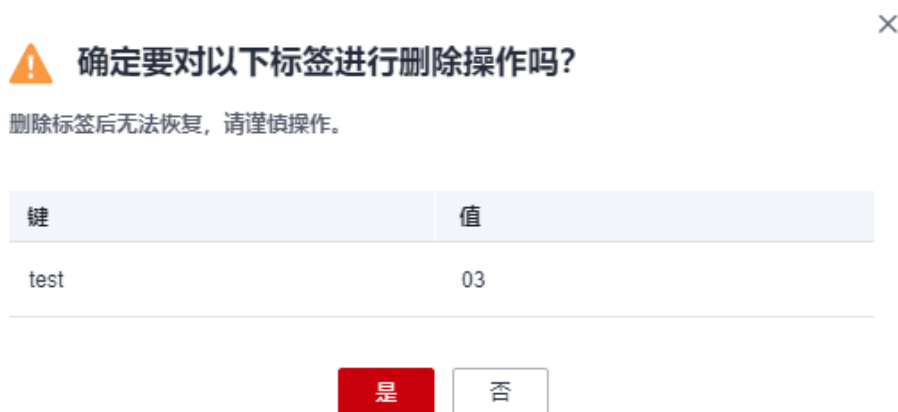 确定要对以下标签进行删除操作吗?
删除标签后无法恢复，请谨慎操作。
键 值
test 03
是 否